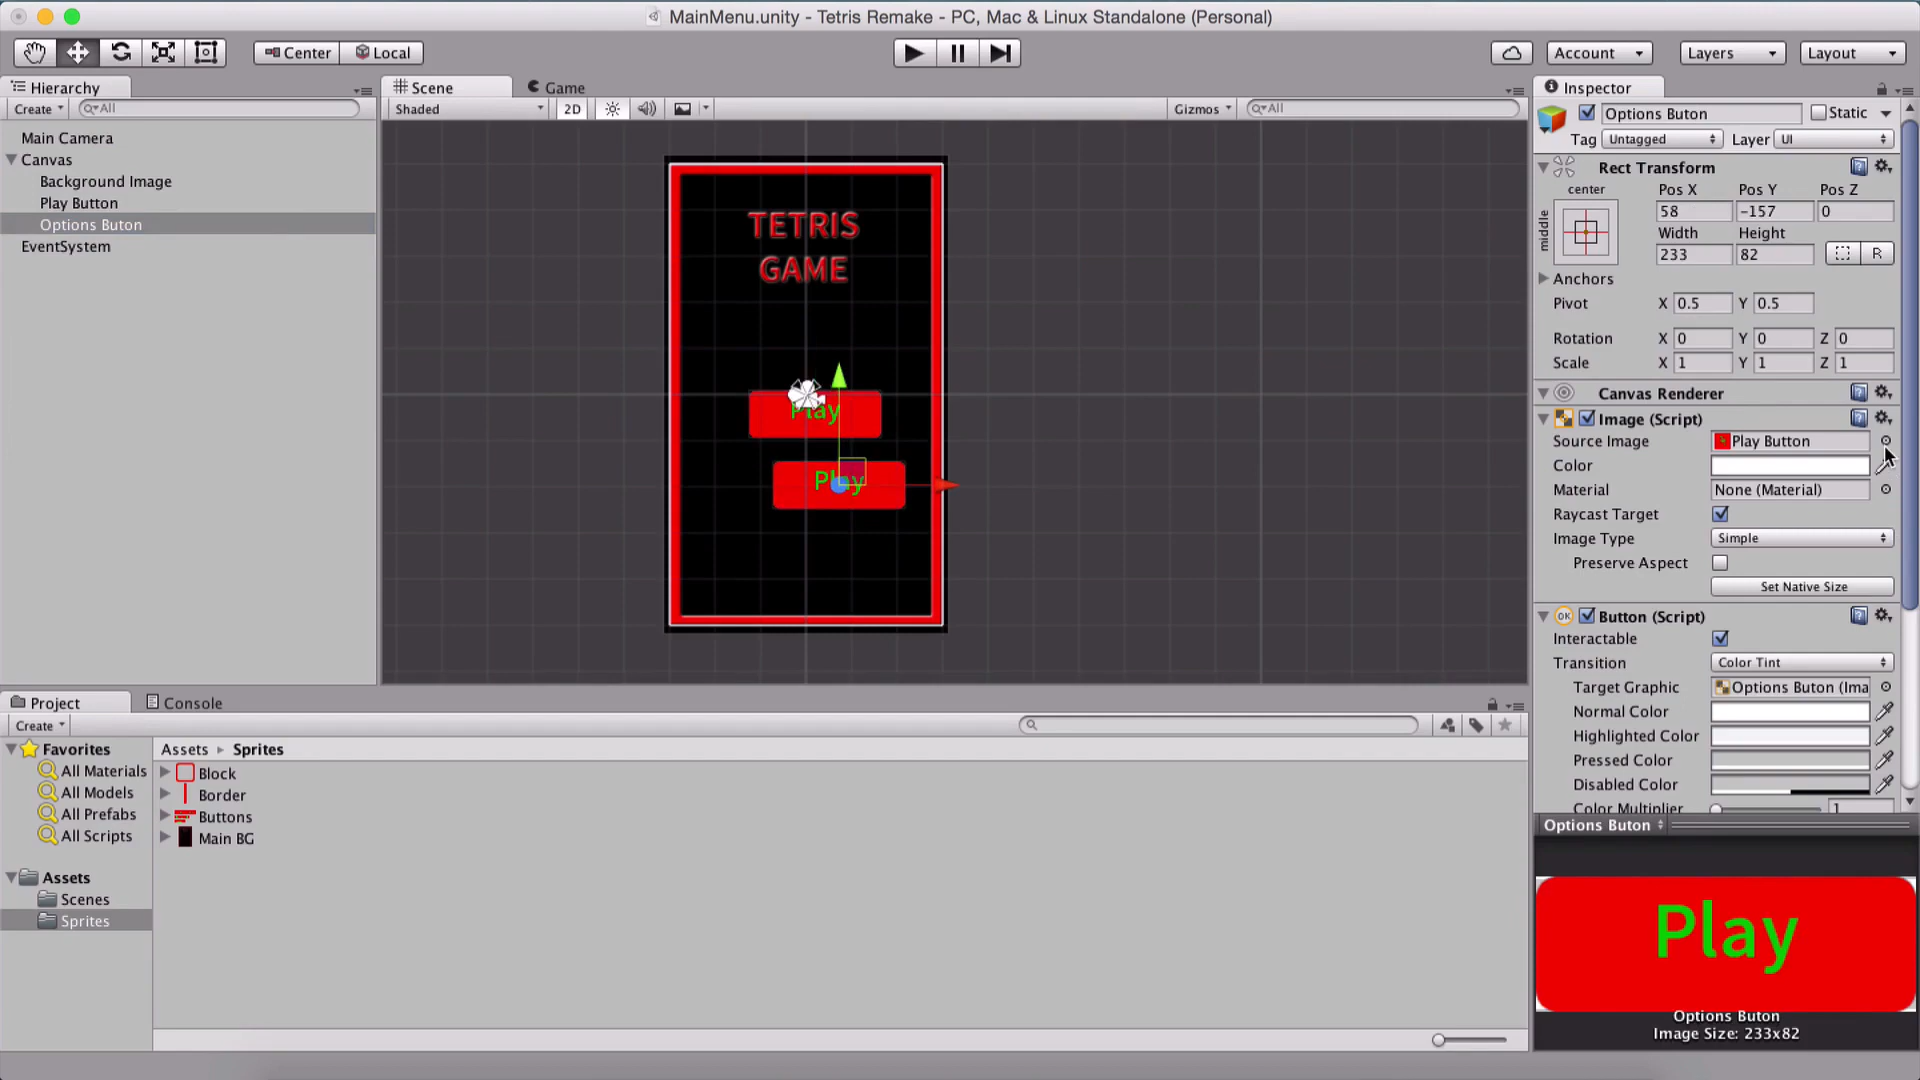 MainMenu.unity - Tetris Remake - PC, Mac & Linux Standalone (Personal)
Center Local
Account Layers Layout
Hierarchy
Create All
Main Camera
Canvas
Background Image
Play Button
Options Buton
EventSystem
Scene Game
Shaded 2D Gizmos All
TETRIS
GAME
Play
Play
Inspector
Options Buton Static
Tag Untagged Layer UI
Rect Transform
center Pos X Pos Y Pos Z
middle
58 -157 0
Width Height
233 82 R
Anchors
Pivot X 0.5 Y 0.5
Rotation X 0 Y 0 Z 0
Scale X 1 Y 1 Z 1
Canvas Renderer
Image (Script)
Source Image Play Button
Color
Material None (Material)
Raycast Target
Image Type Simple
Preserve Aspect
Set Native Size
OK Button (Script)
Interactable
Transition Color Tint
Target Graphic Options Buton (Ima
Normal Color
Highlighted Color
Pressed Color
Disabled Color
Color Multiplier 1
Options Buton
Play
Options Buton
Image Size: 233x82
Project Console
Create
Favorites
All Materials
All Models
All Prefabs
All Scripts
Assets
Scenes
Sprites
Assets Sprites
Block
Border
Buttons
Main BG